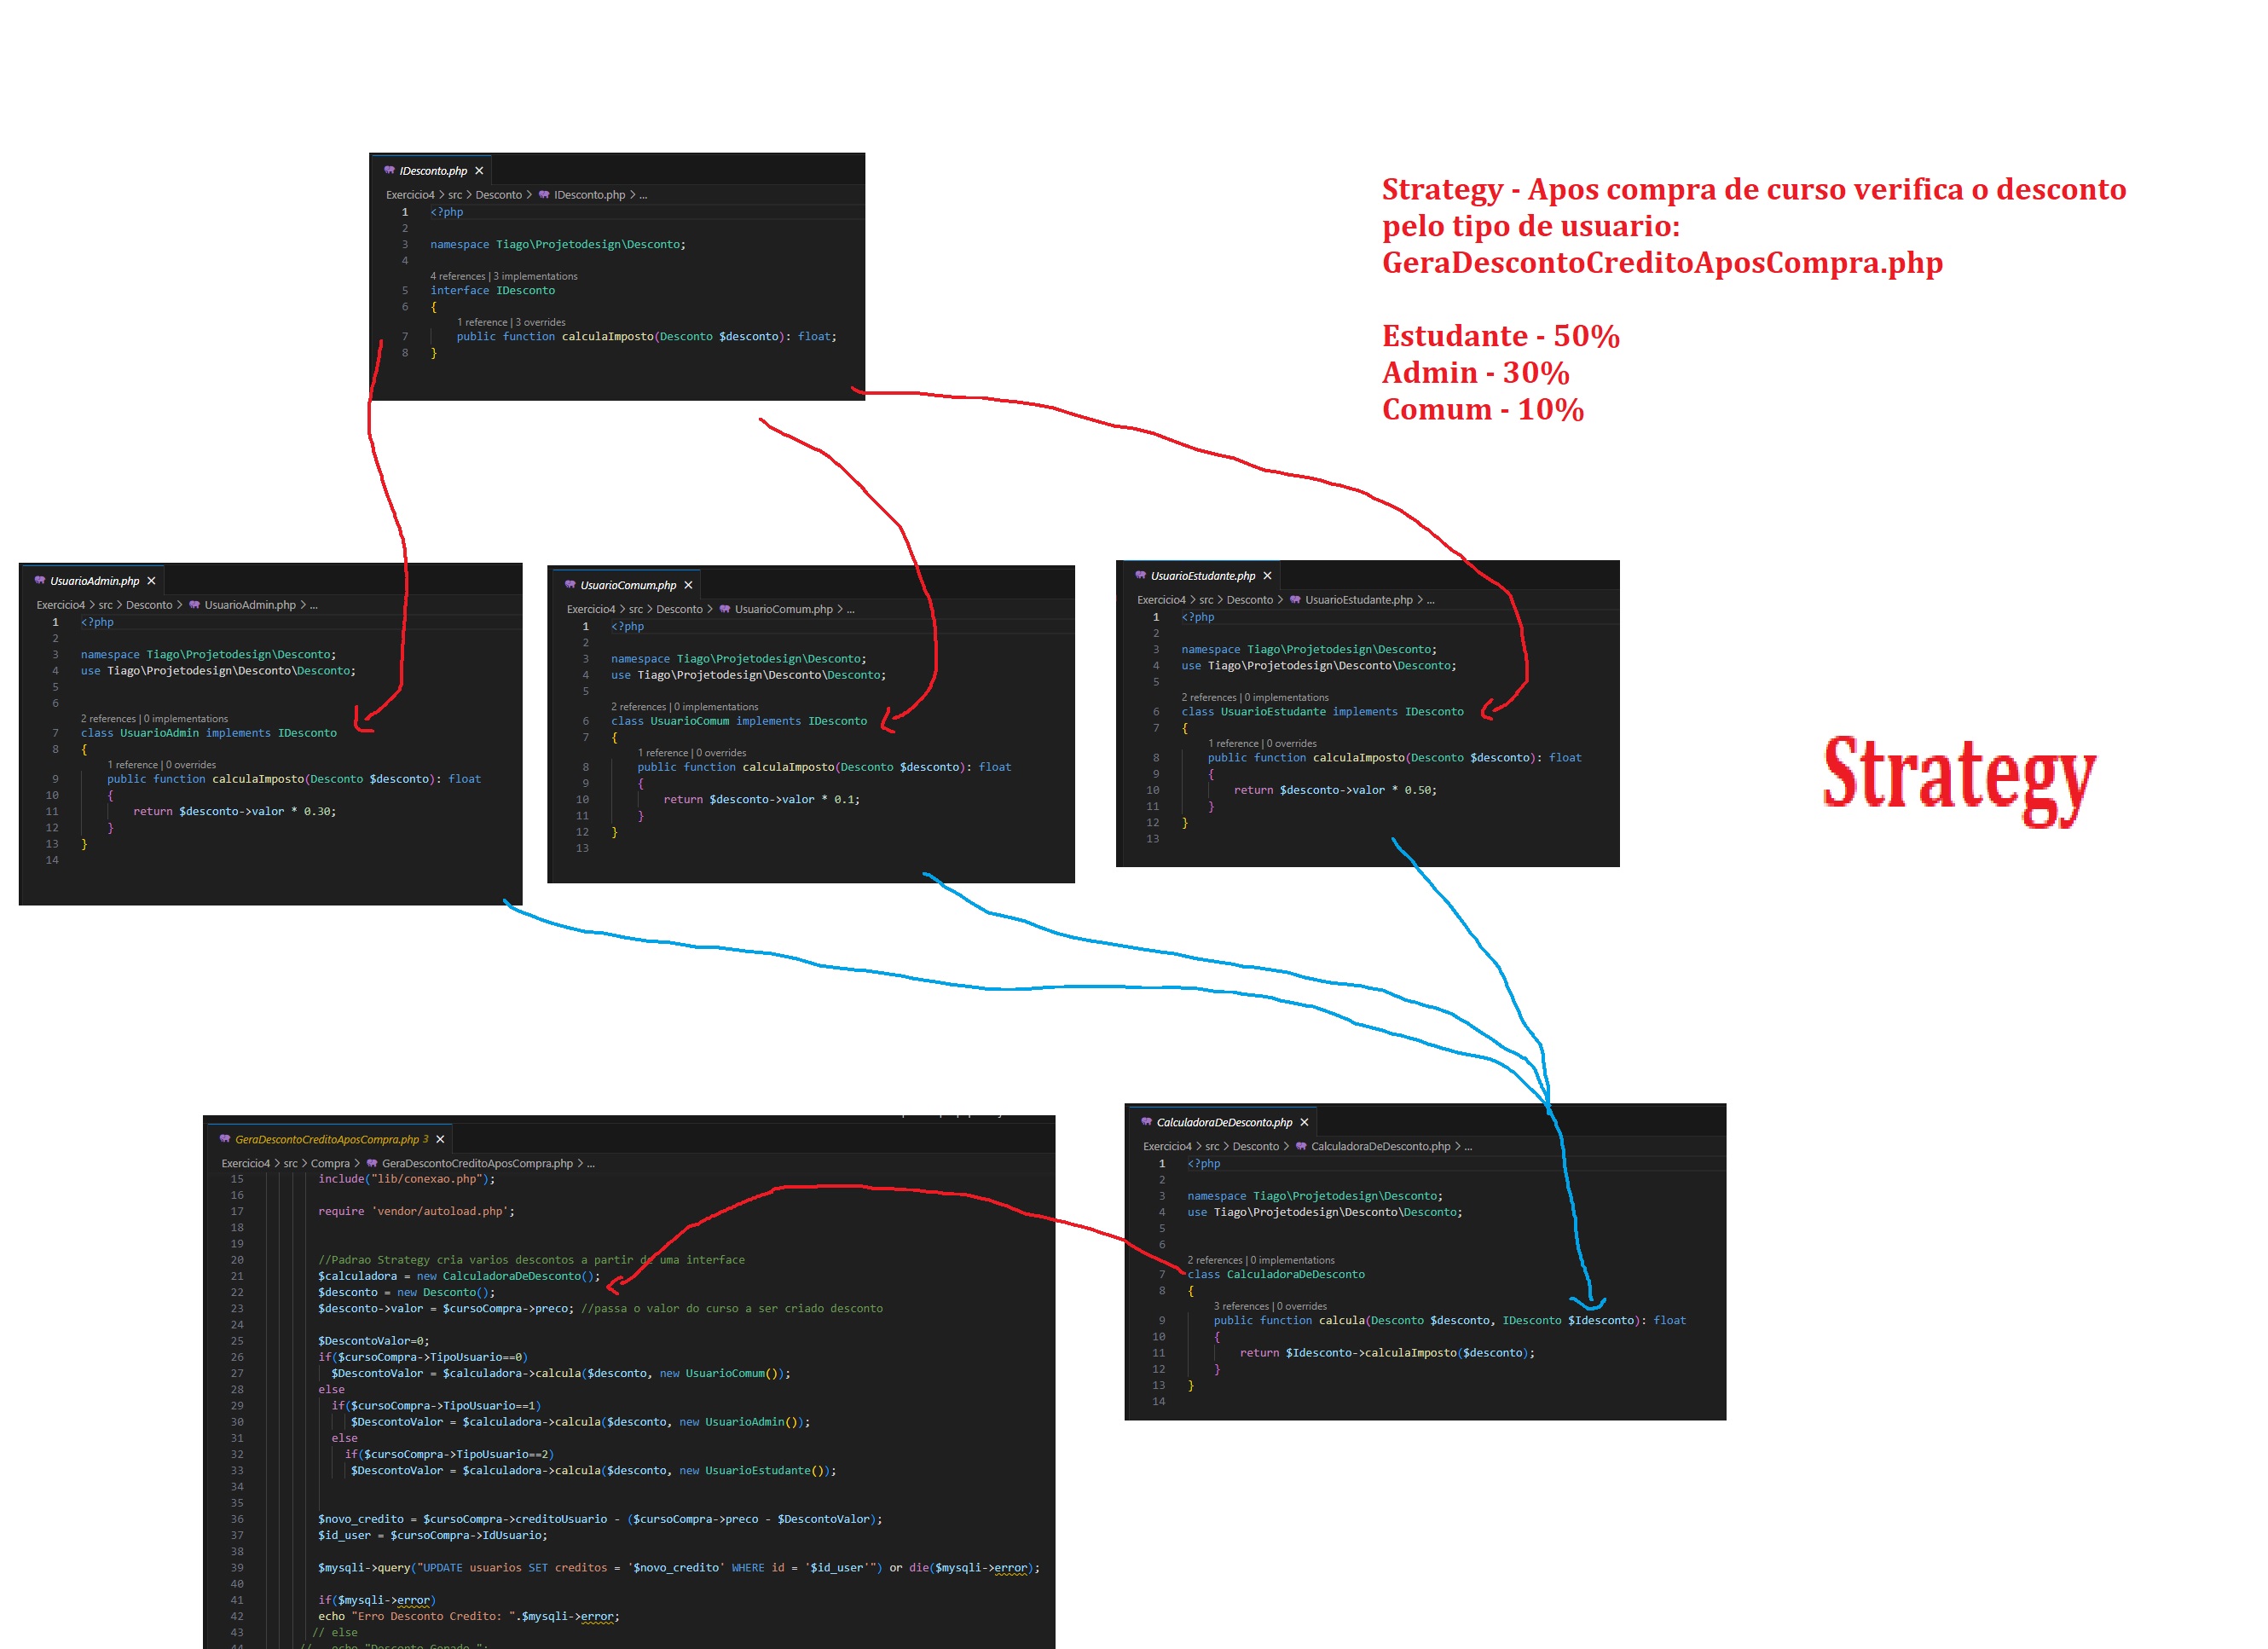 IDesconto.php
Exercicio4 > src > Desconto > IDesconto.php > ...
1 <?php
2
3 namespace Tiago\Projetodesign\Desconto;
4
4 references | 3 implementations
5 interface IDesconto
6 {
1 reference | 3 overrides
7 public function calculaImposto(Desconto $desconto): float;
8 }
Strategy - Apos compra de curso verifica o desconto
pelo tipo de usuario:
GeraDescontoCreditoAposCompra.php
Estudante - 50%
Admin - 30%
Comum - 10%
UsuarioAdmin.php
Exercicio4 > src > Desconto > UsuarioAdmin.php > ...
1 <?php
2
3 namespace Tiago\Projetodesign\Desconto;
4 use Tiago\Projetodesign\Desconto\Desconto;
5
6
2 references | 0 implementations
7 class UsuarioAdmin implements IDesconto
8 {
1 reference | 0 overrides
9 public function calculaImposto(Desconto $desconto): float
10 {
11 return $desconto->valor * 0.30;
12 }
13 }
14
UsuarioComum.php
Exercicio4 > src > Desconto > UsuarioComum.php > ...
1 <?php
2
3 namespace Tiago\Projetodesign\Desconto;
4 use Tiago\Projetodesign\Desconto\Desconto;
5
2 references | 0 implementations
6 class UsuarioComum implements IDesconto
7 {
1 reference | 0 overrides
8 public function calculaImposto(Desconto $desconto): float
9 {
10 return $desconto->valor * 0.1;
11 }
12 }
13
UsuarioEstudante.php
Exercicio4 > src > Desconto > UsuarioEstudante.php > ...
1 <?php
2
3 namespace Tiago\Projetodesign\Desconto;
4 use Tiago\Projetodesign\Desconto\Desconto;
5
2 references | 0 implementations
6 class UsuarioEstudante implements IDesconto
7 {
1 reference | 0 overrides
8 public function calculaImposto(Desconto $desconto): float
9 {
10 return $desconto->valor * 0.50;
11 }
12 }
13
Strategy
GeraDescontoCreditoAposCompra.php 3
Exercicio4 > src > Compra > GeraDescontoCreditoAposCompra.php > ...
15 include("lib/conexao.php");
16
17 require 'vendor/autoload.php';
18
19
20 //Padrao Strategy cria varios descontos a partir de uma interface
21 $calculadora = new CalculadoraDeDesconto();
22 $desconto = new Desconto();
23 $desconto->valor = $cursoCompra->preco; //passa o valor do curso a ser criado desconto
24
25 $DescontoValor=0;
26 if($cursoCompra->TipoUsuario==0)
27 $DescontoValor = $calculadora->calcula($desconto, new UsuarioComum());
28 else
29 if($cursoCompra->TipoUsuario==1)
30 $DescontoValor = $calculadora->calcula($desconto, new UsuarioAdmin());
31 else
32 if($cursoCompra->TipoUsuario==2)
33 $DescontoValor = $calculadora->calcula($desconto, new UsuarioEstudante());
34
35
36 $novo_credito = $cursoCompra->creditoUsuario - ($cursoCompra->preco - $DescontoValor);
37 $id_user = $cursoCompra->IdUsuario;
38
39 $mysqli->query("UPDATE usuarios SET creditos = '$novo_credito' WHERE id = '$id_user'") or die($mysqli->error);
40
41 if($mysqli->error)
42 echo "Erro Desconto Credito: ".$mysqli->error;
43 // else
44 // echo "Desconto Gerado ";
CalculadoraDeDesconto.php
Exercicio4 > src > Desconto > CalculadoraDeDesconto.php > ...
1 <?php
2
3 namespace Tiago\Projetodesign\Desconto;
4 use Tiago\Projetodesign\Desconto\Desconto;
5
6
2 references | 0 implementations
7 class CalculadoraDeDesconto
8 {
3 references | 0 overrides
9 public function calcula(Desconto $desconto, IDesconto $Idesconto): float
10 {
11 return $Idesconto->calculaImposto($desconto);
12 }
13 }
14